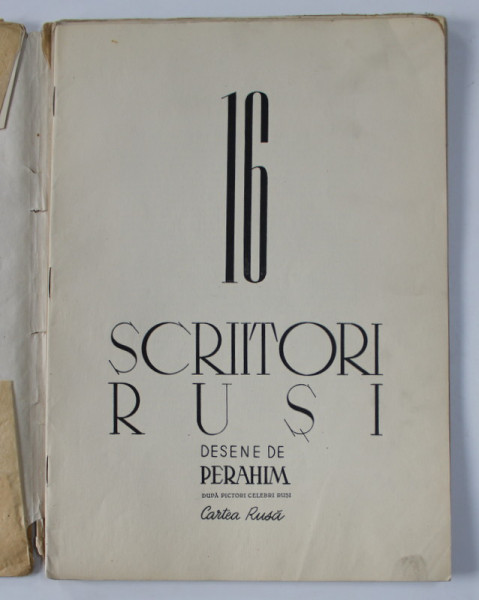 16
SCRIITORI
RUȘI
DESENE DE
PERAHIM
DUPĂ PICTORI CELEBRI RUȘI
Cartea Rusă